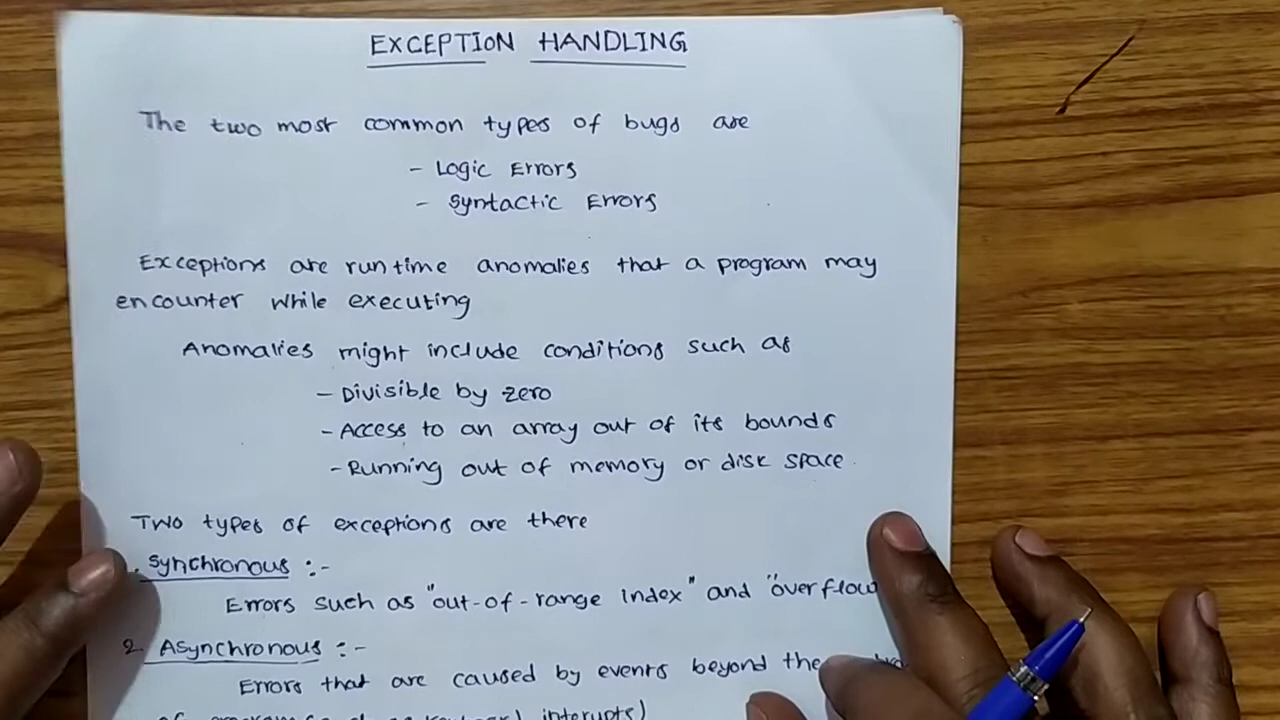 EXCEPTION HANDLING
The two most common types of bugs are
- Logic Errors
- Syntactic Errors
Exceptions are runtime anomalies that a program may
encounter while executing
Anomalies might include conditions such as
- Divisible by zero
- Access to an array out of its bounds
- Running out of memory or disk space.
Two types of exceptions are there
Synchronous :-
Errors such as "out-of-range index" and "overflow
2. Asynchronous :-
Errors that are caused by events beyond the
interupts)